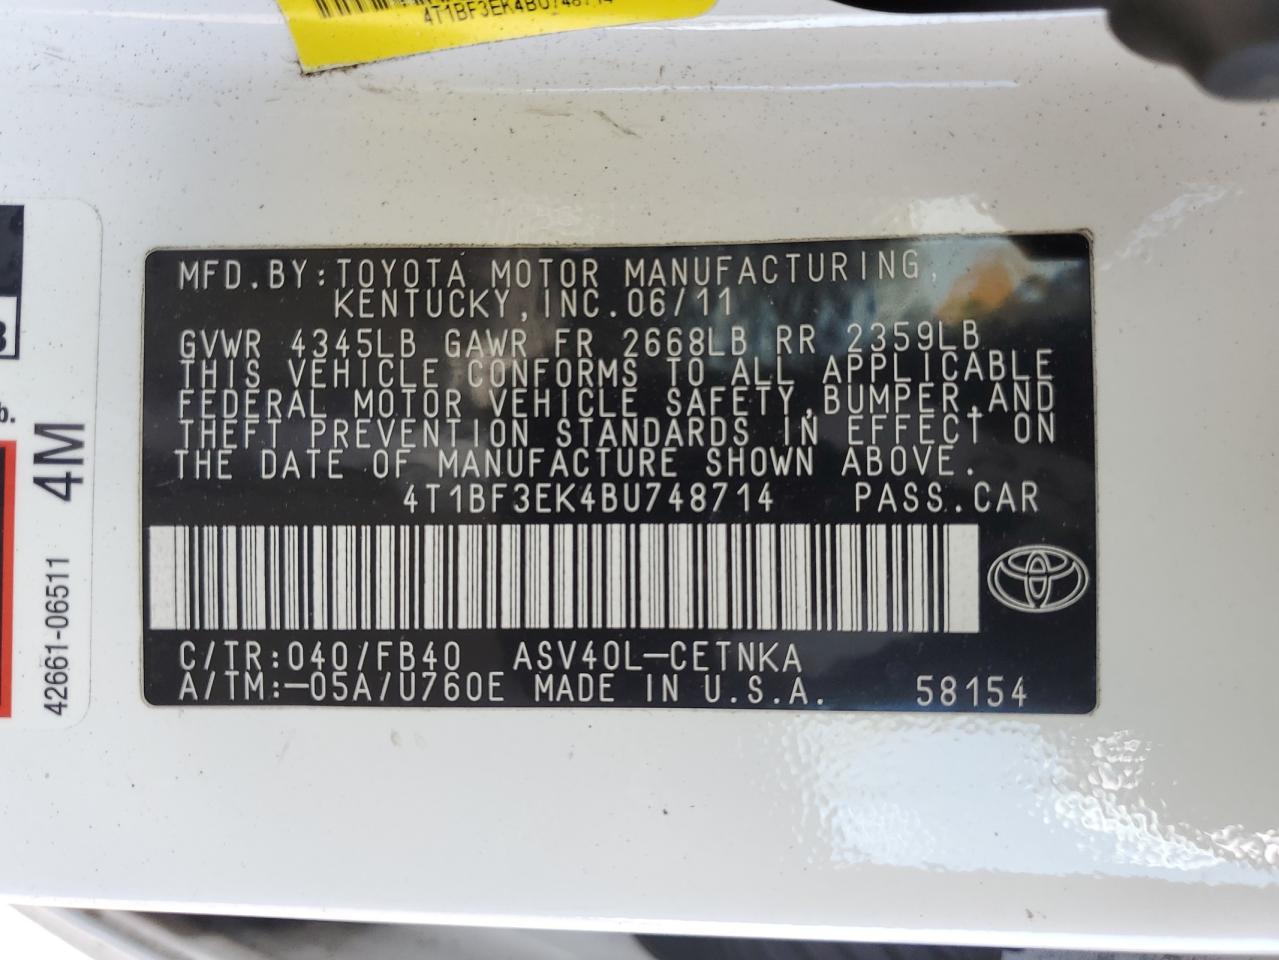 4T1BF3EK4BU748714
MFD.BY:TOYOTA MOTOR MANUFACTURING,
KENTUCKY,INC.06/11
GVWR 4345LB GAWR FR 2668LB RR 2359LB
THIS VEHICLE CONFORMS TO ALL APPLICABLE
FEDERAL MOTOR VEHICLE SAFETY,BUMPER,AND
THEFT PREVENTION STANDARDS IN EFFECT ON
THE DATE OF MANUFACTURE SHOWN ABOVE.
4T1BF3EK4BU748714 PASS.CAR
C/TR:040/FB40 ASV40L-CETNKA
A/TM:-05A/U760E MADE IN U.S.A. 58154
42661-06511 4M